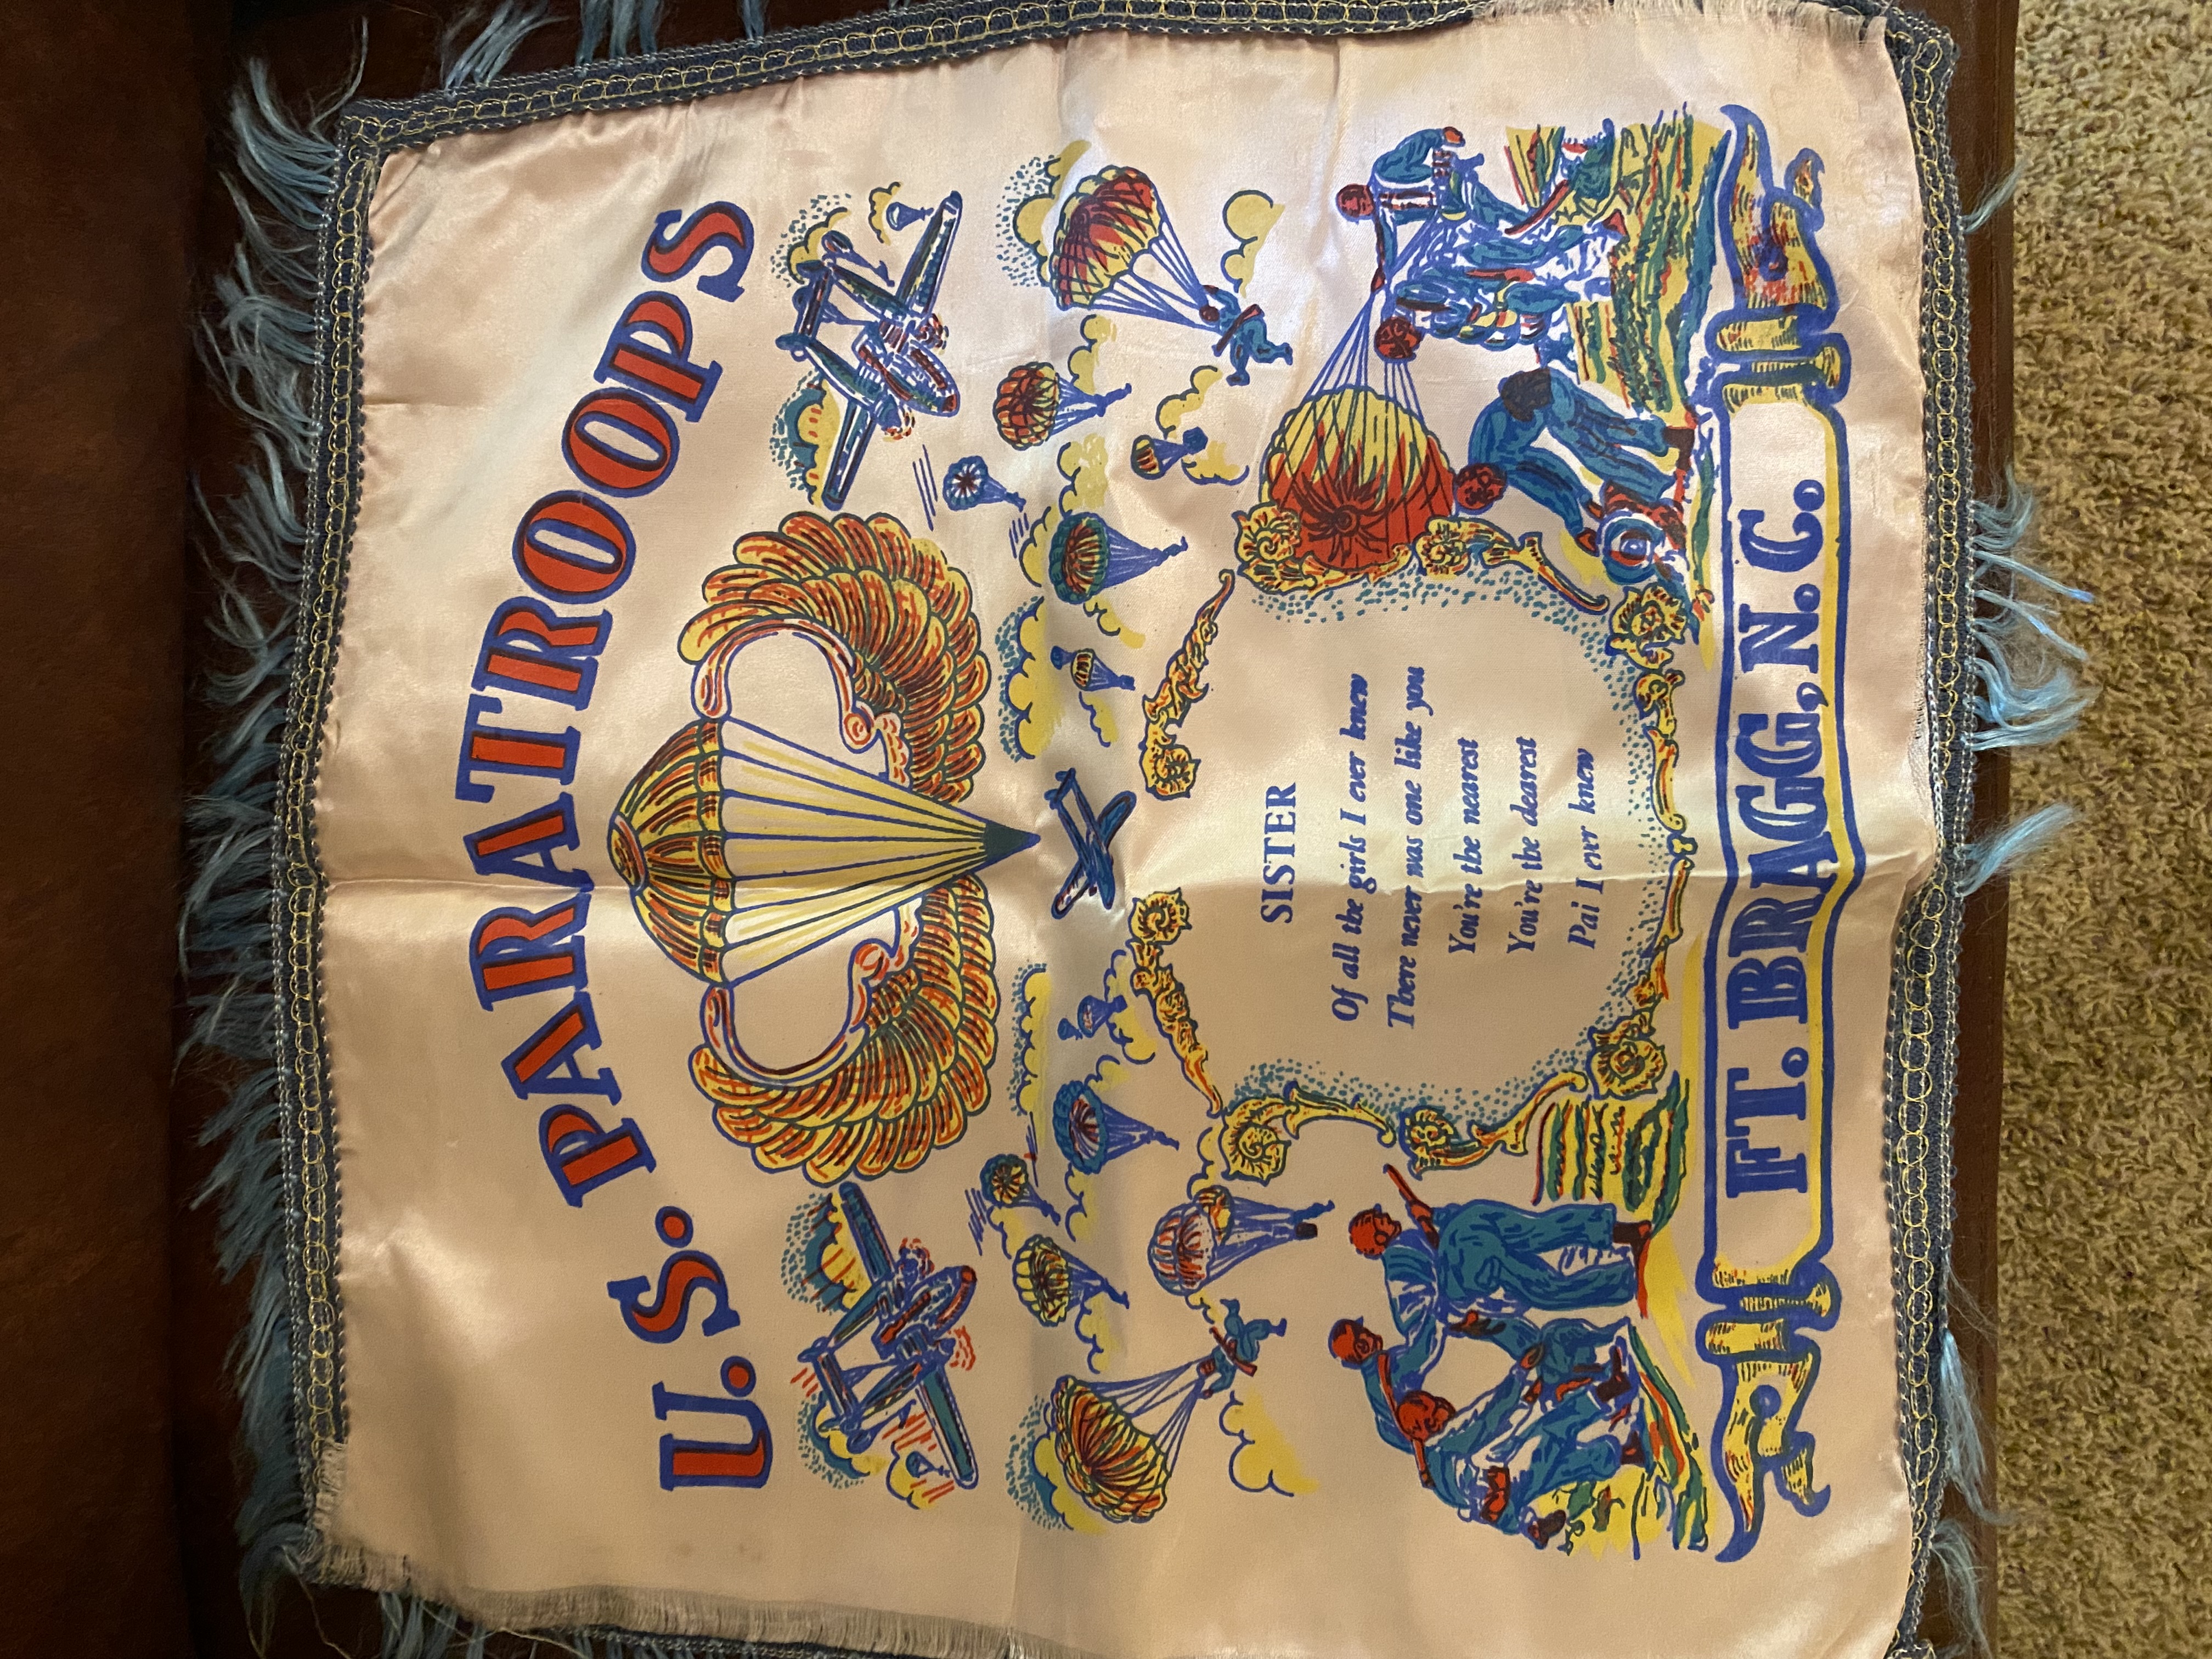 U.S. PARATROOPS
SISTER
Of all the girls I ever knew
There never was one like you
You're the nearest
You're the dearest
Pai I ever knew
FT. BRAGG, N.C.